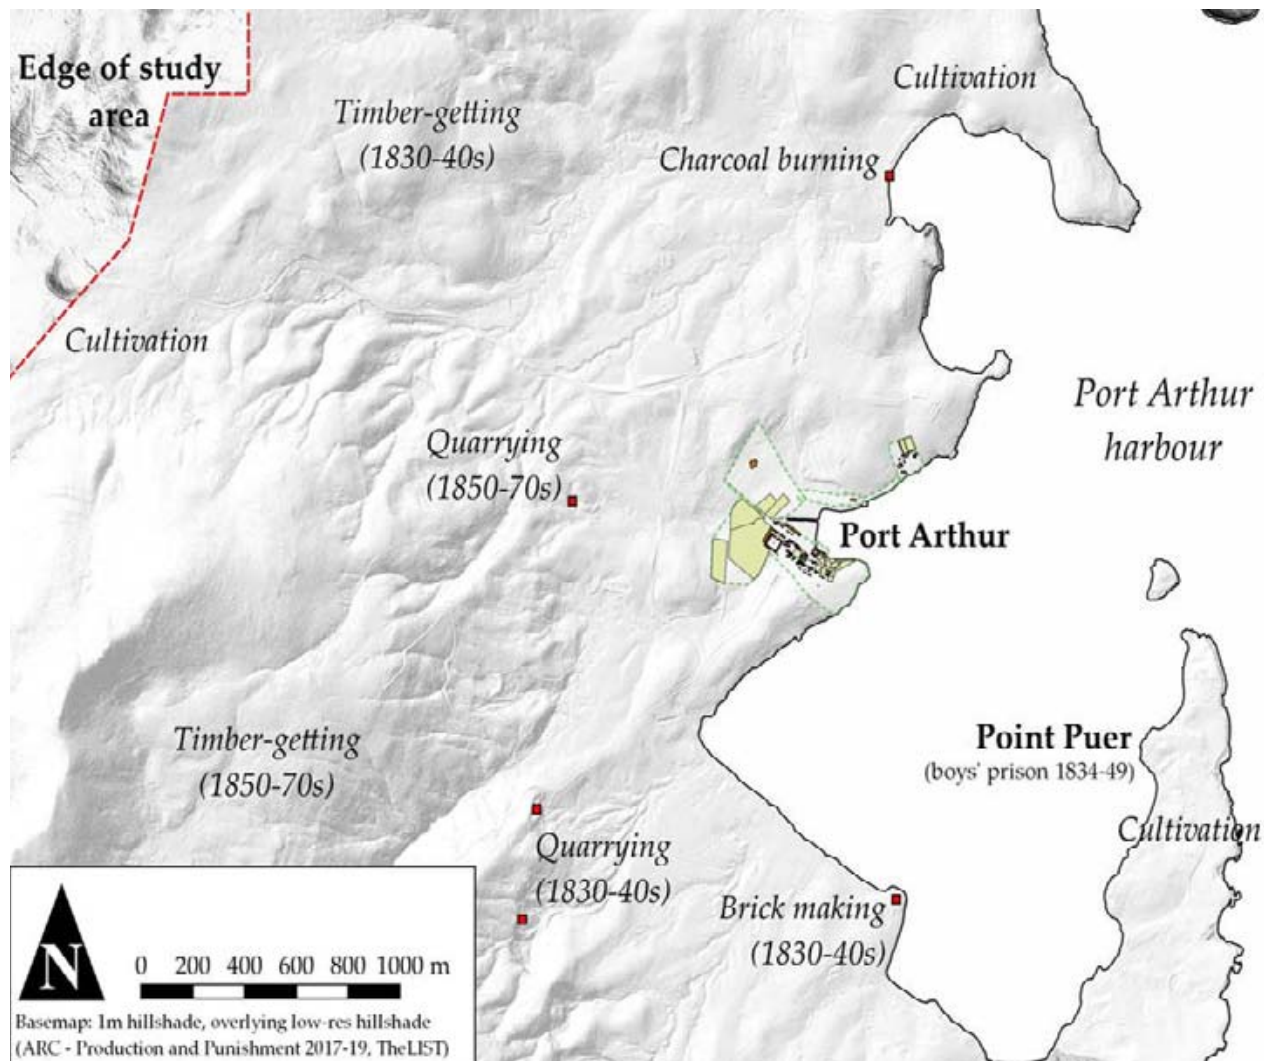 Edge of study
area
Timber-getting
(1830-40s)
Cultivation
Charcoal burning
Cultivation
Port Arthur
harbour
Quarrying
(1850-70s)
Port Arthur
Point Puer
(boys' prison 1834-49)
Timber-getting
(1850-70s)
Cultivation
Quarrying
(1830-40s)
Brick making
(1830-40s)
N
0 200 400 600 800 1000 m
Basemap: 1m hillshade, overlying low-res hillshade
(ARC - Production and Punishment 2017-19, TheLIST)